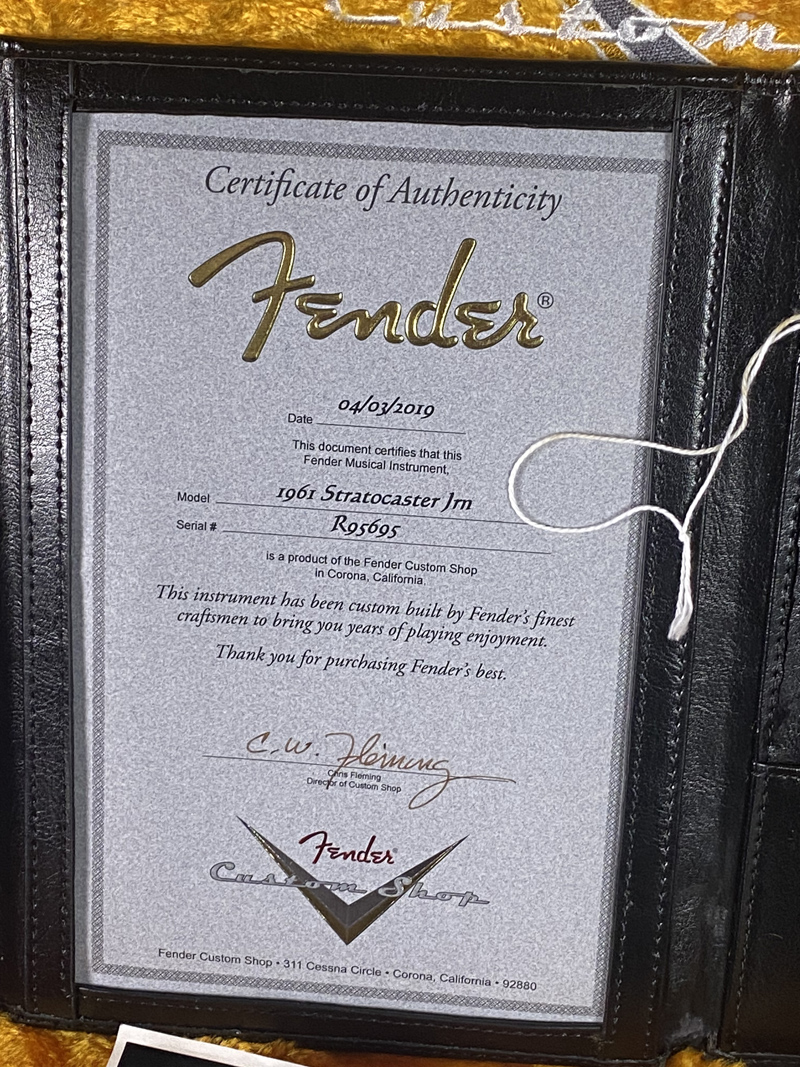 Custom
Certificate of Authenticity
Fender®
Date 04/03/2019
This document certifies that this
Fender Musical Instrument,
Model 1961 Stratocaster Jrn
Serial # R95695
is a product of the Fender Custom Shop
in Corona, California.
This instrument has been custom built by Fender's finest
craftsmen to bring you years of playing enjoyment.
Thank you for purchasing Fender's best.
C.W. Fleming
Chris Fleming
Director of Custom Shop
Fender®
Custom Shop
Fender Custom Shop • 311 Cessna Circle • Corona, California • 92880